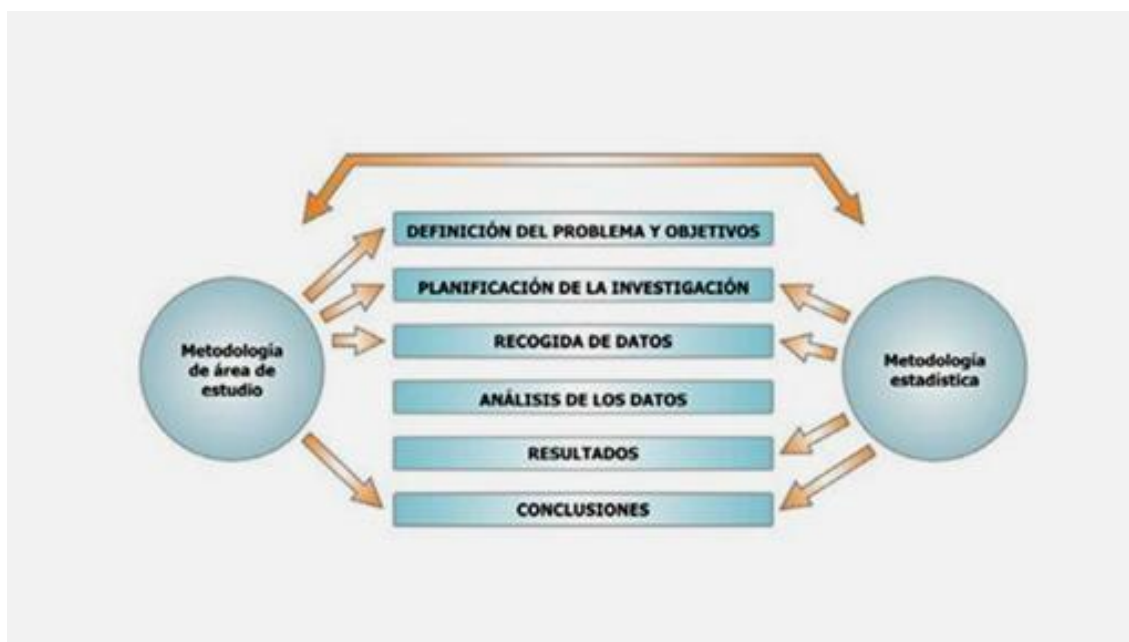 DEFINICIÓN DEL PROBLEMA Y OBJETIVOS
PLANIFICACIÓN DE LA INVESTIGACIÓN
RECOGIDA DE DATOS
ANÁLISIS DE LOS DATOS
RESULTADOS
CONCLUSIONES
Metodología
de área de
estudio
Metodología
estadística